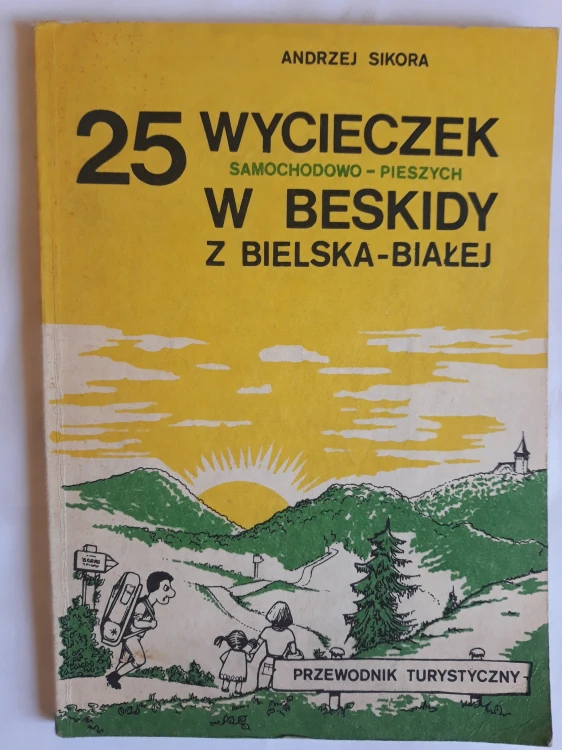 ANDRZEJ SIKORA
25 WYCIECZEK
SAMOCHODOWO - PIESZYCH
W BESKIDY
Z BIELSKA-BIAŁEJ
PRZEWODNIK TURYSTYCZNY